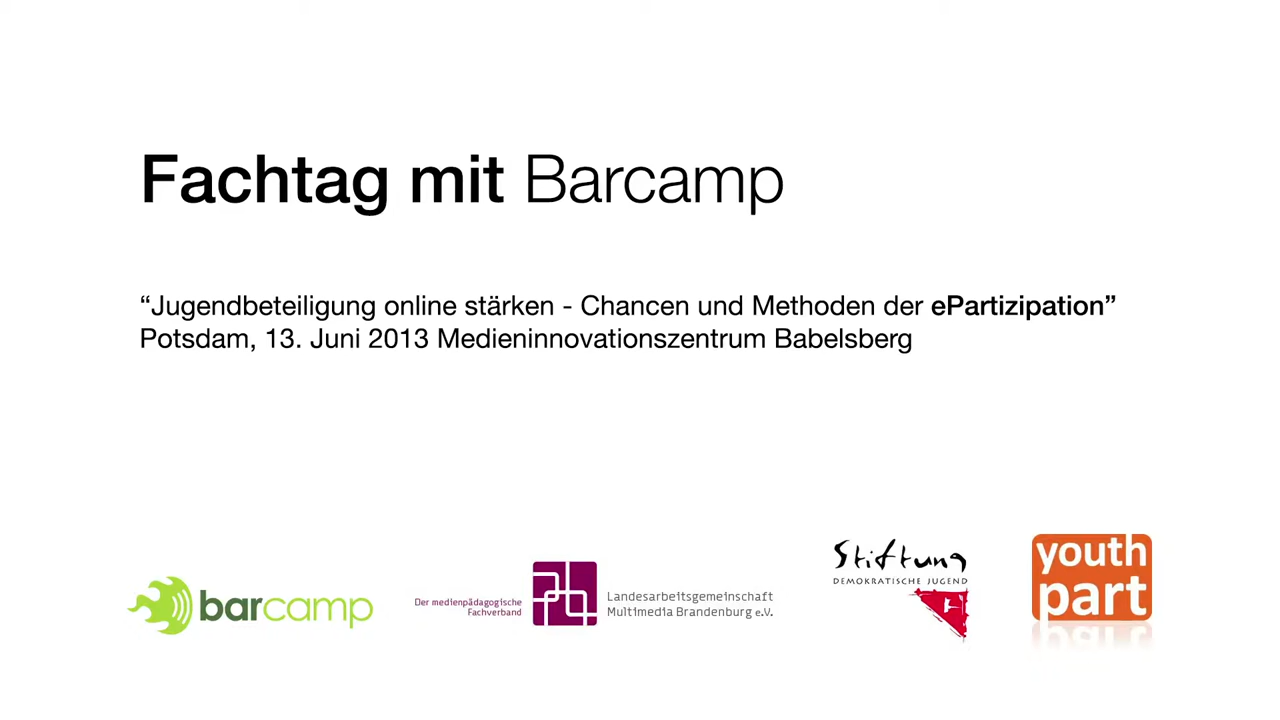 Fachtag mit Barcamp
“Jugendbeteiligung online stärken - Chancen und Methoden der ePartizipation”
Potsdam, 13. Juni 2013 Medieninnovationszentrum Babelsberg
barcamp
Der medienpädagogische
Fachverband
Landesarbeitsgemeinschaft
Multimedia Brandenburg e.V.
Stiftung
DEMOKRATISCHE JUGEND
youth
part